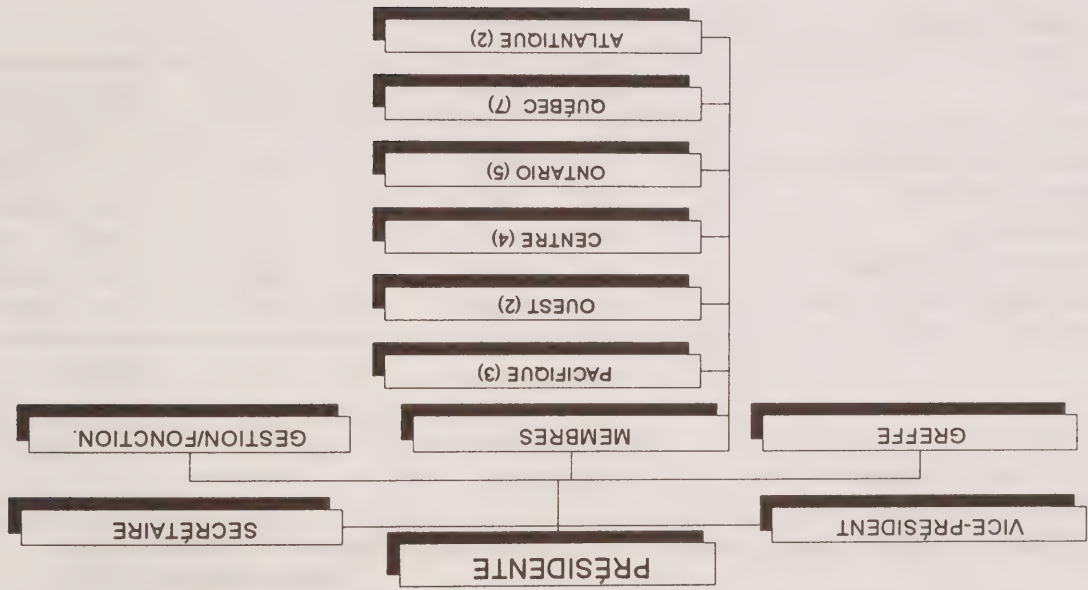 PRÉSIDENTE
VICE-PRÉSIDENT
SECRÉTAIRE
GREFFE
MEMBRES
GESTION/FONCTION.
PACIFIQUE (3)
OUEST (2)
CENTRE (4)
ONTARIO (5)
QUÉBEC (7)
ATLANTIQUE (2)